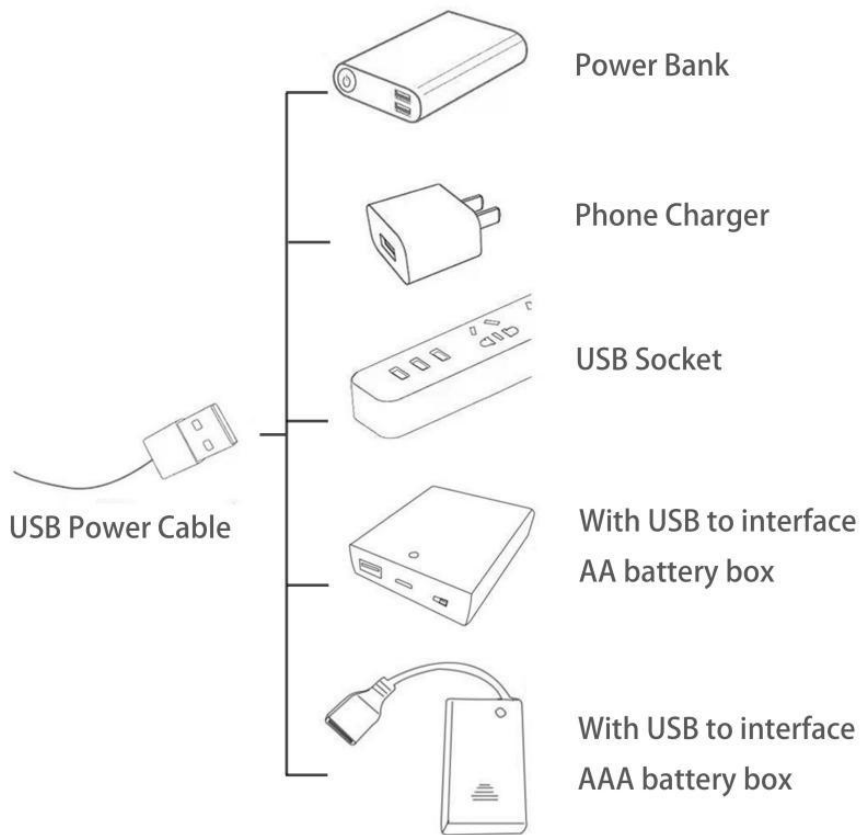 Power Bank
Phone Charger
USB Socket
USB Power Cable
With USB to interface
AA battery box
With USB to interface
AAA battery box